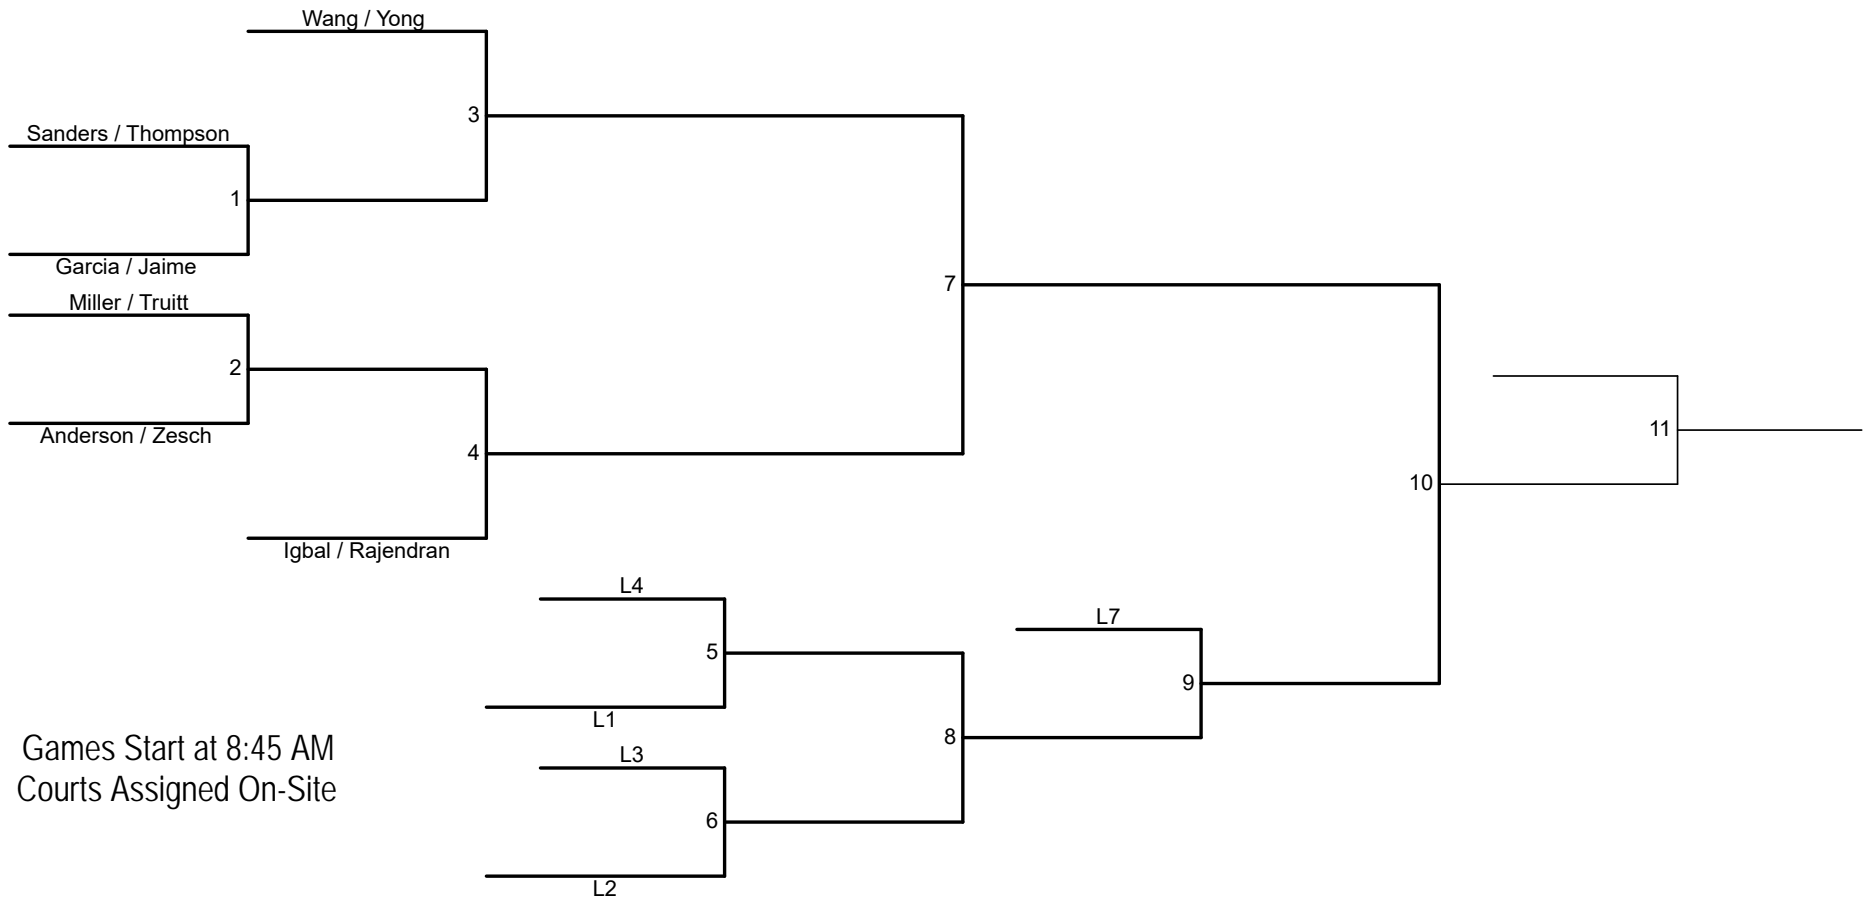 Wang / Yong
3
Sanders / Thompson
1
Garcia / Jaime
Miller / Truitt
7
2
Anderson / Zesch
11
4
10
Igbal / Rajendran
L4
L7
5
9
L1
8
Games Start at 8:45 AM
L3
Courts Assigned On-Site
6
L2